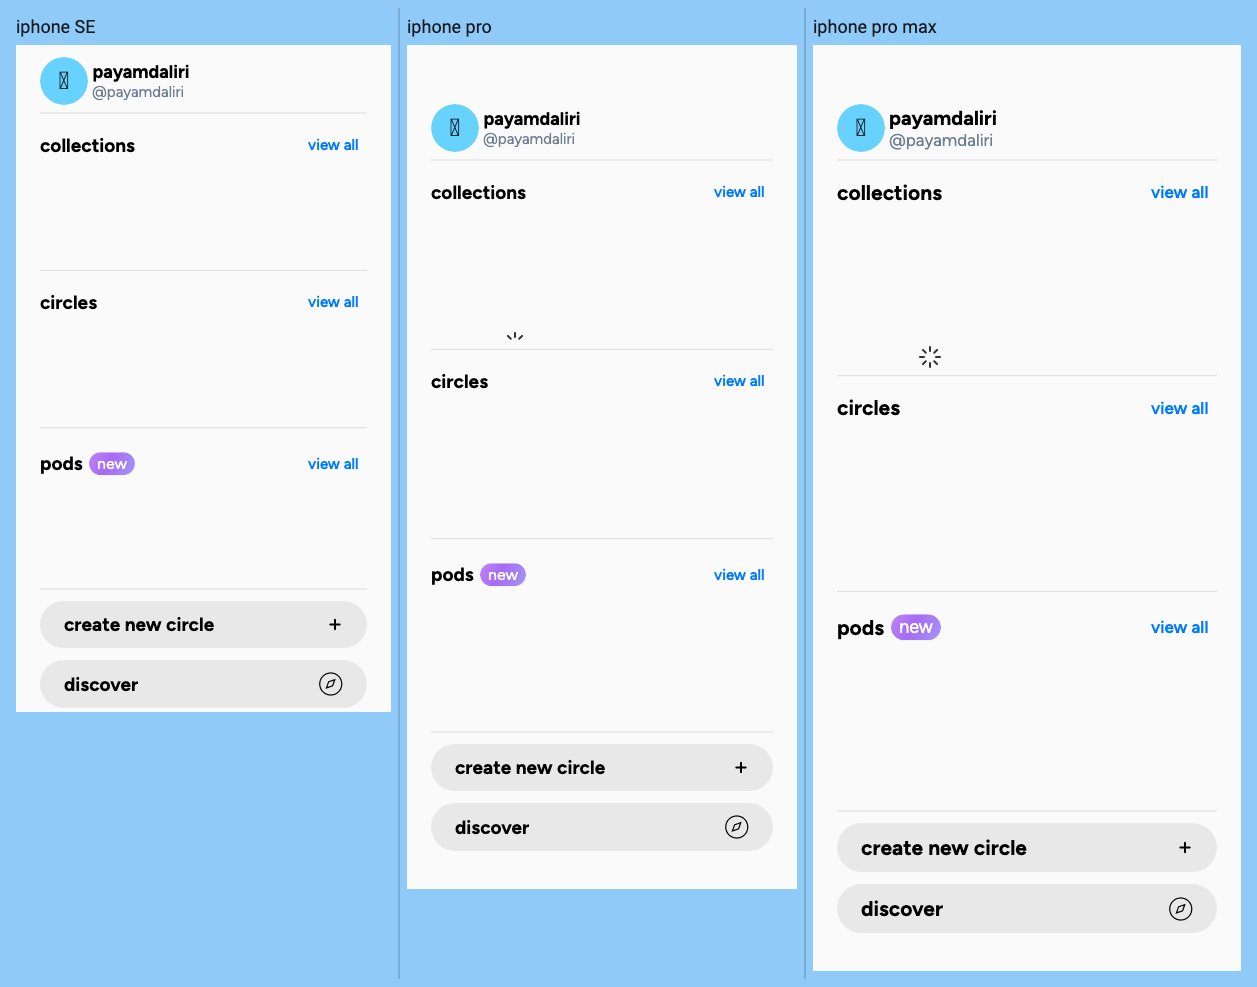 iphone SE
payamdaliri
@payamdaliri
collections view all
circles view all
pods new view all
create new circle +
discover
iphone pro
payamdaliri
@payamdaliri
collections view all
circles view all
pods new view all
create new circle +
discover
iphone pro max
payamdaliri
@payamdaliri
collections view all
circles view all
pods new view all
create new circle +
discover